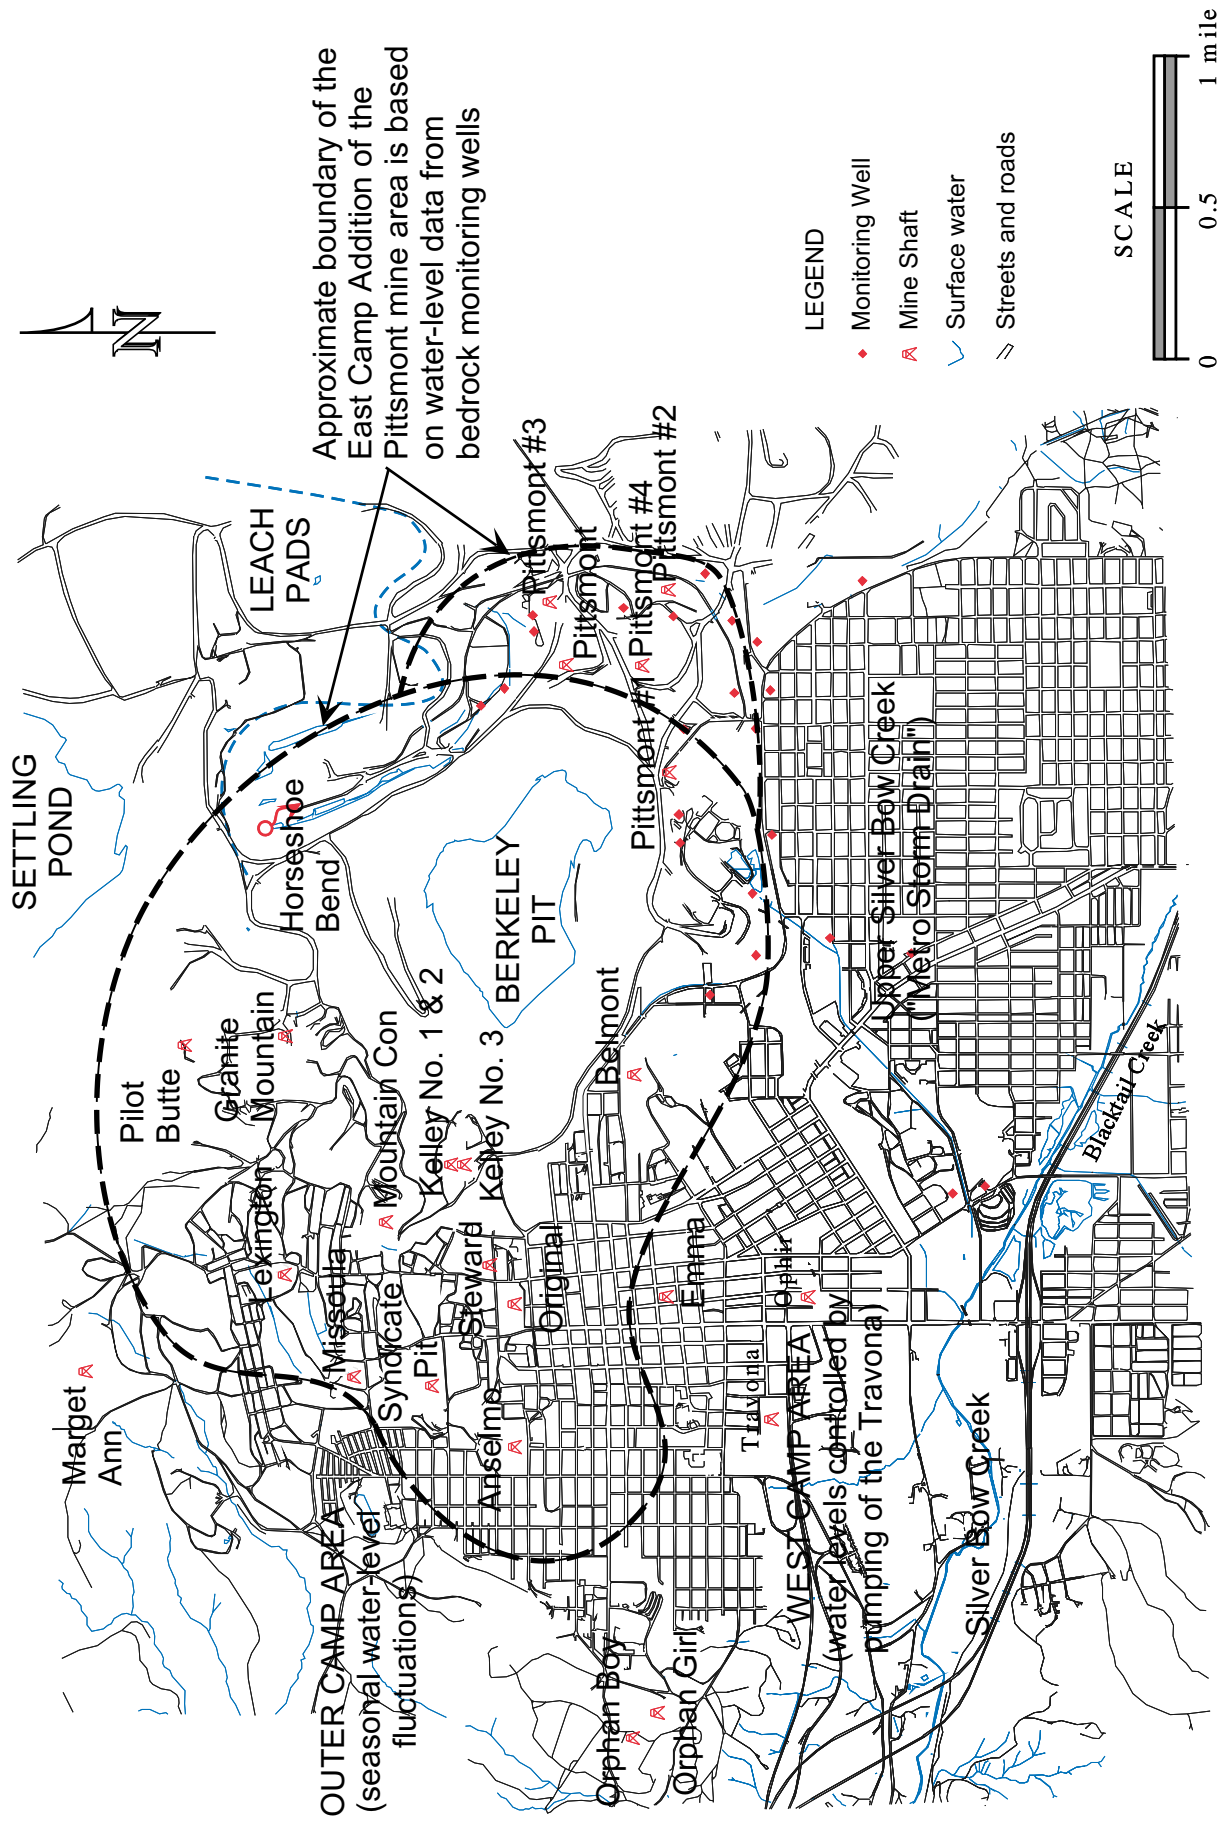 SETTLING
POND
LEACH
PADS
N
Approximate boundary of the
East Camp Addition of the
Pittsmont mine area is based
on water-level data from
bedrock monitoring wells
Marget
Ann
Pilot
Butte
Granite
Mountain
Horseshoe
Bend
Lexington
Missoula
Mountain Con
Kelley No. 1 & 2
Kelley No. 3
BERKELEY
PIT
Syndicate
Pit
Steward
Original
Anselmo
Belmont
Emma
Ophir
Travona
Pittsmont #3
Pittsmont
Pittsmont #4
Pittsmont #2
Pittsmont #1
OUTER CAMP AREA
(seasonal water-level
fluctuations)
Orphan Boy
Orphan Girl
WEST CAMP AREA
(water levels controlled by
pumping of the Travona)
Silver Bow Creek
Upper Silver Bow Creek
("Metro Storm Drain")
Blacktail Creek
LEGEND
Monitoring Well
Mine Shaft
Surface water
Streets and roads
SCALE
0 0.5 1 mile